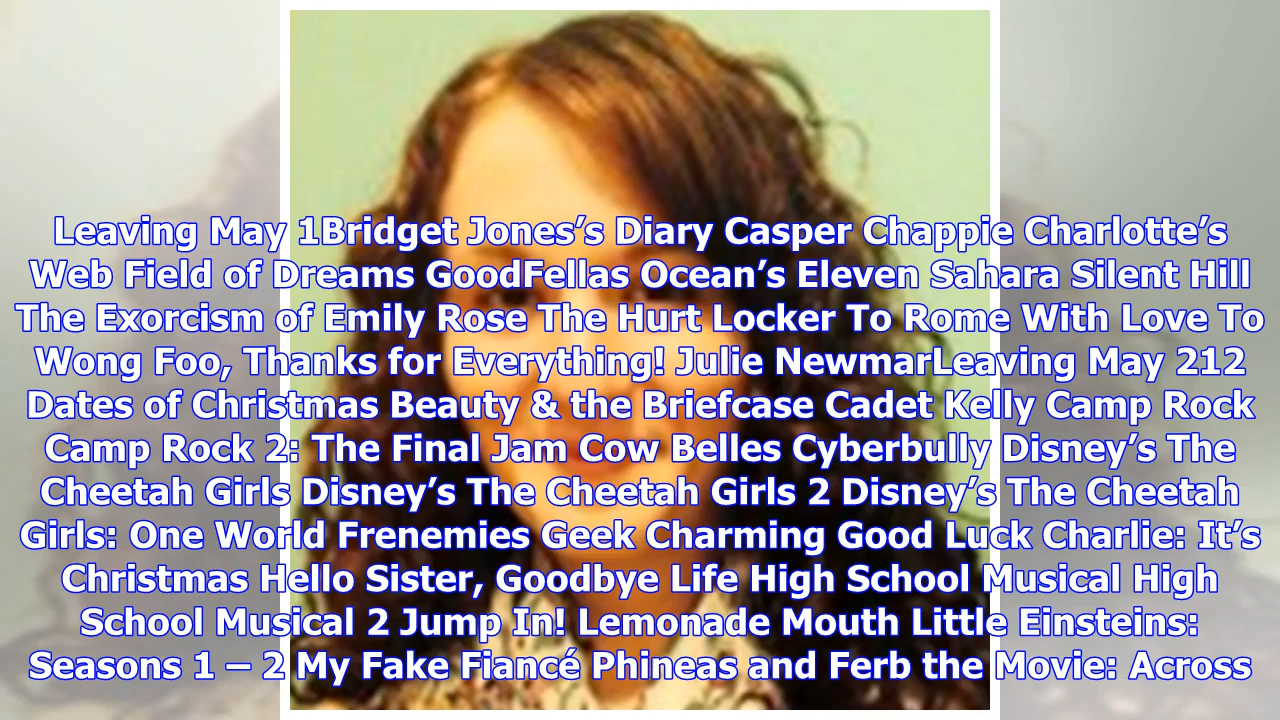 Leaving May 1Bridget Jones’s Diary Casper Chappie Charlotte’s
Web Field of Dreams GoodFellas Ocean’s Eleven Sahara Silent Hill
The Exorcism of Emily Rose The Hurt Locker To Rome With Love To
Wong Foo, Thanks for Everything! Julie NewmarLeaving May 212
Dates of Christmas Beauty & the Briefcase Cadet Kelly Camp Rock
Camp Rock 2: The Final Jam Cow Belles Cyberbully Disney’s The
Cheetah Girls Disney’s The Cheetah Girls 2 Disney’s The Cheetah
Girls: One World Frenemies Geek Charming Good Luck Charlie: It’s
Christmas Hello Sister, Goodbye Life High School Musical High
School Musical 2 Jump In! Lemonade Mouth Little Einsteins:
Seasons 1 – 2 My Fake Fiancé Phineas and Ferb the Movie: Across